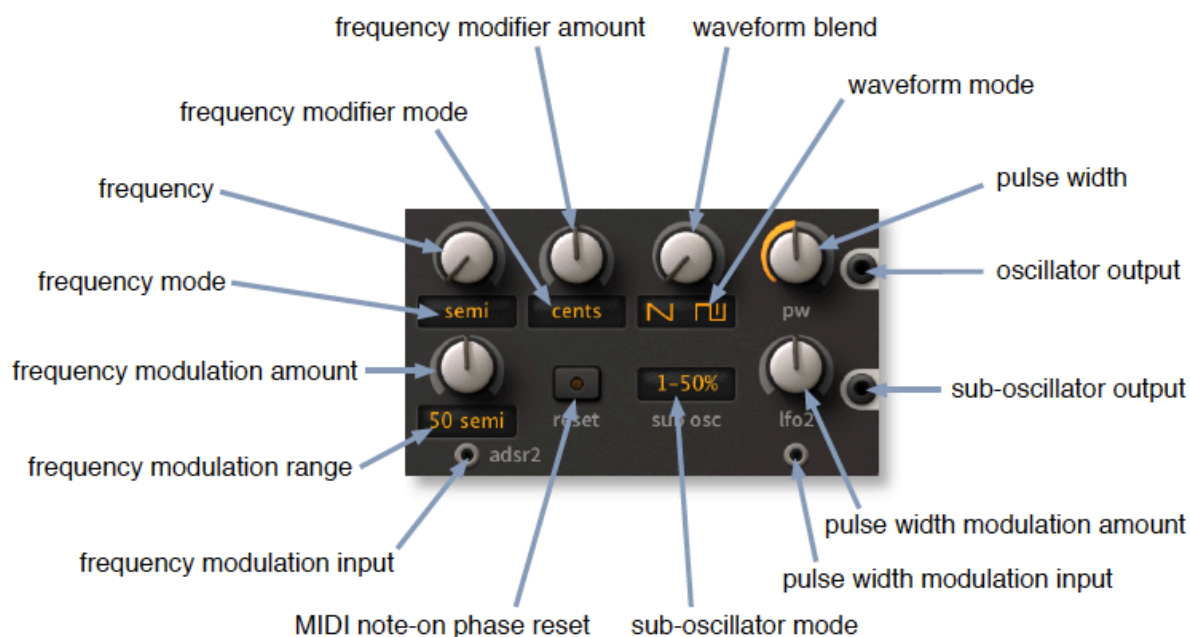 frequency modifier amount
waveform blend
waveform mode
frequency modifier mode
pulse width
frequency
oscillator output
frequency mode
semi
cents
pw
frequency modulation amount
1-50%
sub-oscillator output
50 semi
reset
sub osc
lfo2
adsr2
frequency modulation range
pulse width modulation amount
frequency modulation input
pulse width modulation input
MIDI note-on phase reset
sub-oscillator mode